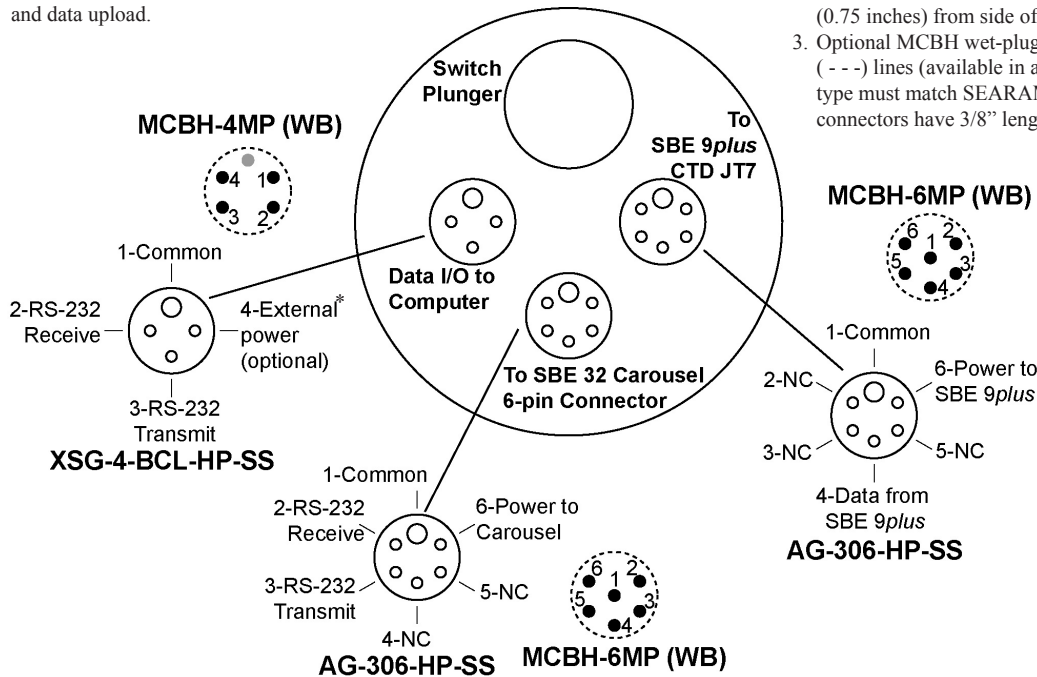 and data upload.
(0.75 inches) from side of
3. Optional MCBH wet-plug
( - - -) lines (available in a
type must match SEARAM
connectors have 3/8” leng
Switch
Plunger
To
SBE 9plus
CTD JT7
Data I/O to
Computer
To SBE 32 Carousel
6-pin Connector
MCBH-4MP (WB)
4 1
3 2
1-Common
2-RS-232
Receive
4-External*
power
(optional)
3-RS-232
Transmit
XSG-4-BCL-HP-SS
1-Common
2-RS-232
Receive
6-Power to
Carousel
3-RS-232
Transmit
5-NC
4-NC
AG-306-HP-SS
6 1 2
5 3
4
MCBH-6MP (WB)
MCBH-6MP (WB)
6 1 2
5 3
4
1-Common
2-NC
6-Power to
SBE 9plus
3-NC
5-NC
4-Data from
SBE 9plus
AG-306-HP-SS